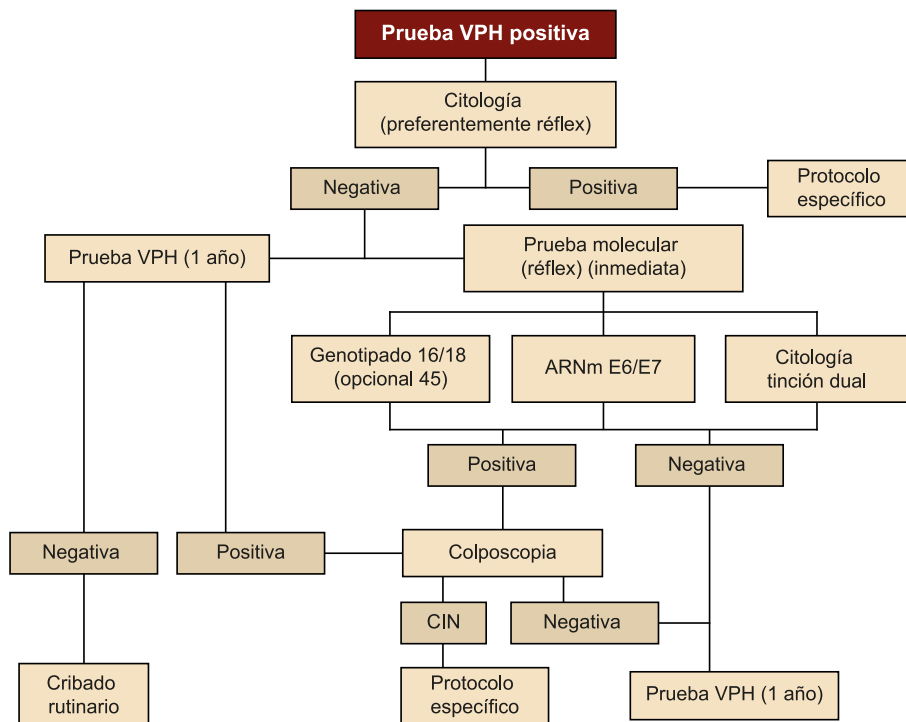 Prueba VPH positiva
Citología
(preferentemente réflex)
Negativa
Positiva
Protocolo
específico
Prueba VPH (1 año)
Prueba molecular
(réflex) (inmediata)
Genotipado 16/18
(opcional 45)
ARNm E6/E7
Citología
tinción dual
Positiva
Negativa
Negativa
Positiva
Colposcopia
CIN
Negativa
Cribado
rutinario
Protocolo
específico
Prueba VPH (1 año)